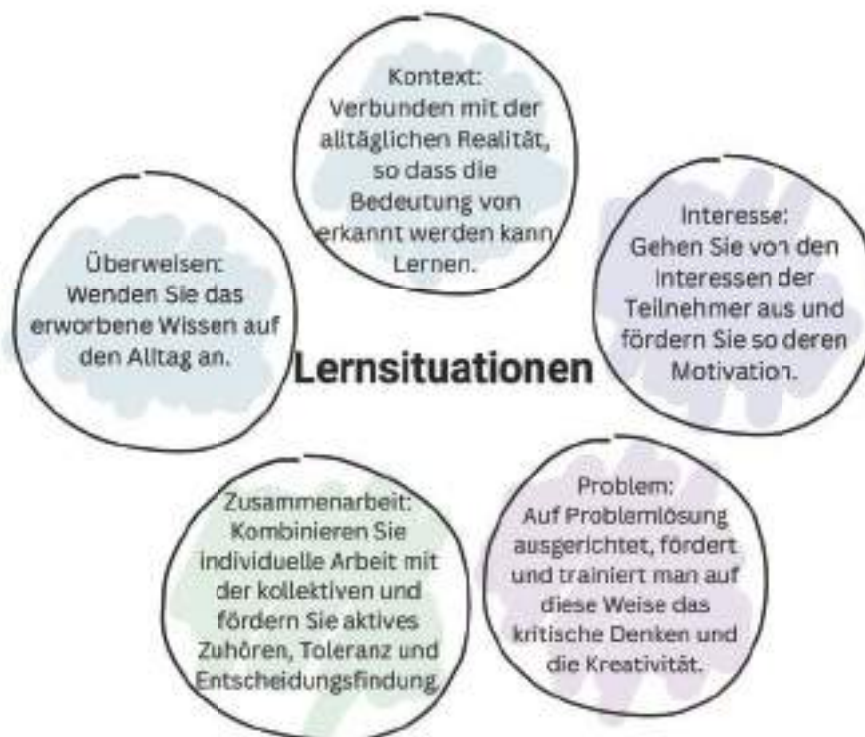 Kontext:
Verbunden mit der
alltäglichen Realität,
so dass die
Bedeutung von
erkannt werden kann
Lernen.
Interesse:
Gehen Sie von den
Interessen der
Teilnehmer aus und
fördern Sie so deren
Motivation.
Überweisen:
Wenden Sie das
erworbene Wissen auf
den Alltag an.
Lernsituationen
Zusammenarbeit:
Kombinieren Sie
individuelle Arbeit mit
der kollektiven und
fördern Sie aktives
Zuhören, Toleranz und
Entscheidungsfindung.
Problem:
Auf Problemlösung
ausgerichtet, fördert
und trainiert man auf
diese Weise das
kritische Denken und
die Kreativität.